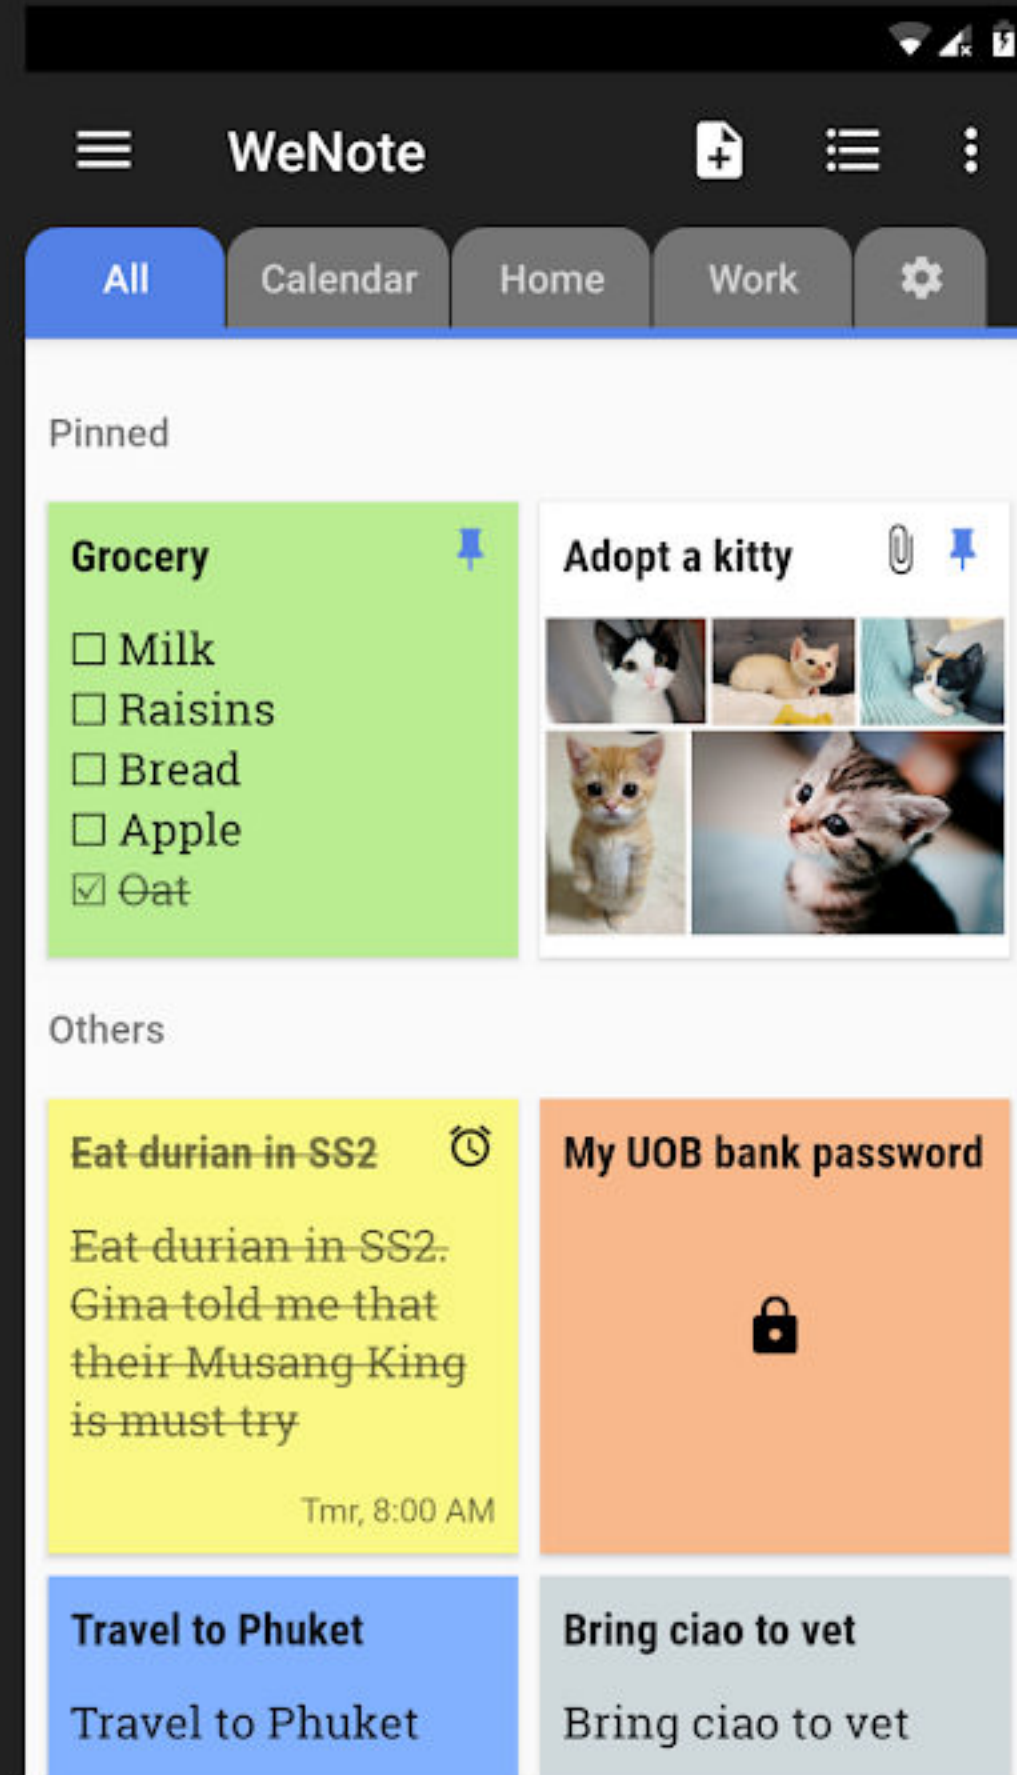 WeNote
All
Calendar
Home
Work
Pinned
Grocery
Milk
Raisins
Bread
Apple
Oat
Adopt a kitty
Others
Eat durian in SS2
Eat durian in SS2.
Gina told me that
their Musang King
is must try
Tmr, 8:00 AM
My UOB bank password
Travel to Phuket
Travel to Phuket
Bring ciao to vet
Bring ciao to vet